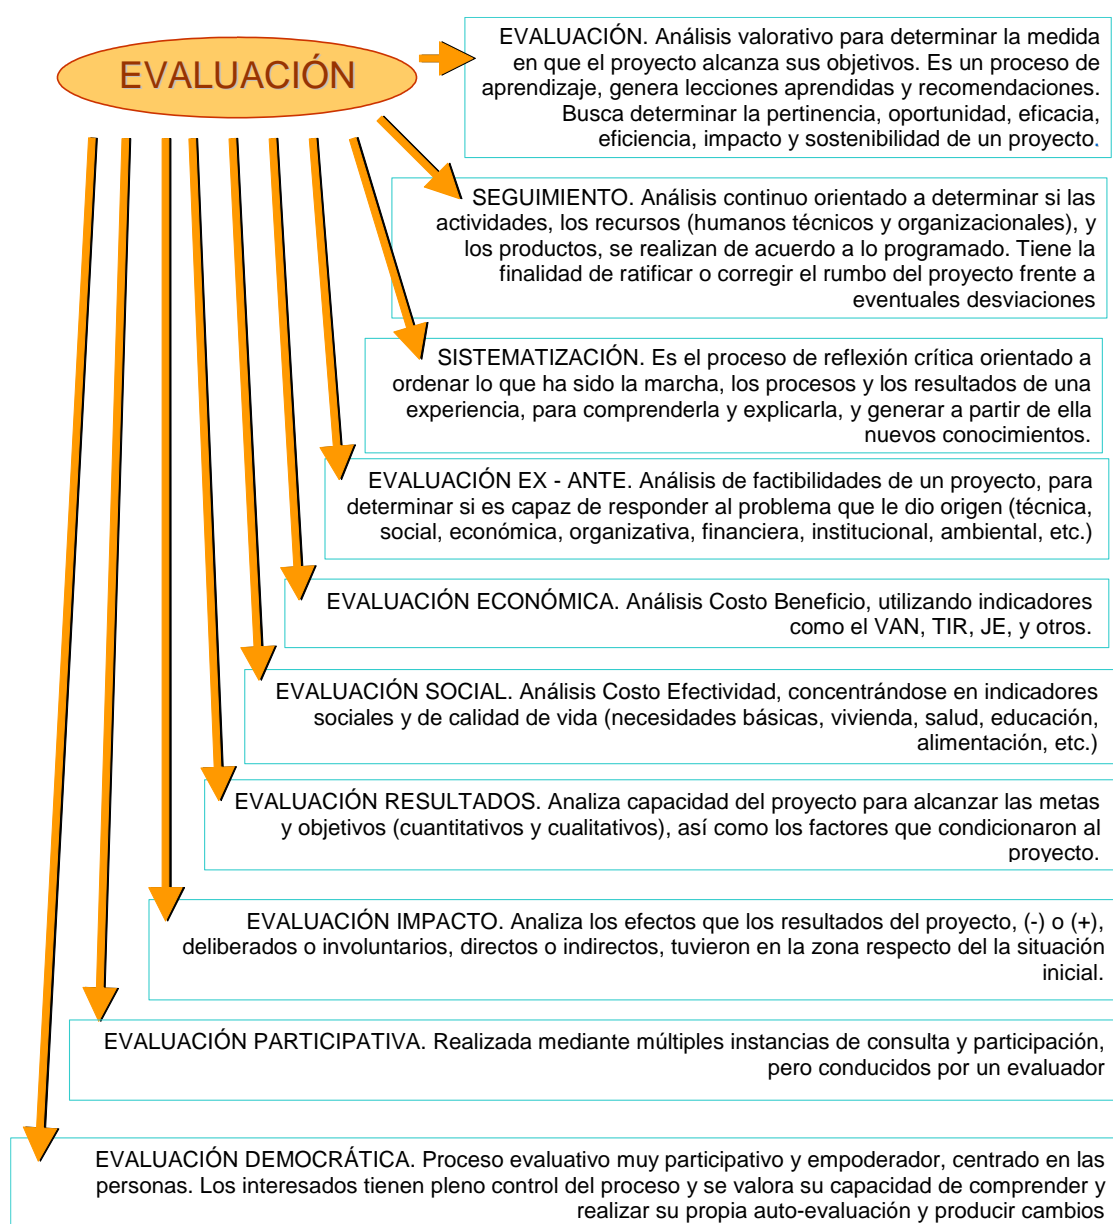 EVALUACIÓN
EVALUACIÓN. Análisis valorativo para determinar la medida
en que el proyecto alcanza sus objetivos. Es un proceso de
aprendizaje, genera lecciones aprendidas y recomendaciones.
Busca determinar la pertinencia, oportunidad, eficacia,
eficiencia, impacto y sostenibilidad de un proyecto.
SEGUIMIENTO. Análisis continuo orientado a determinar si las
actividades, los recursos (humanos técnicos y organizacionales), y
los productos, se realizan de acuerdo a lo programado. Tiene la
finalidad de ratificar o corregir el rumbo del proyecto frente a
eventuales desviaciones
SISTEMATIZACIÓN. Es el proceso de reflexión crítica orientado a
ordenar lo que ha sido la marcha, los procesos y los resultados de una
experiencia, para comprenderla y explicarla, y generar a partir de ella
nuevos conocimientos.
EVALUACIÓN EX - ANTE. Análisis de factibilidades de un proyecto, para
determinar si es capaz de responder al problema que le dio origen (técnica,
social, económica, organizativa, financiera, institucional, ambiental, etc.)
EVALUACIÓN ECONÓMICA. Análisis Costo Beneficio, utilizando indicadores
como el VAN, TIR, JE, y otros.
EVALUACIÓN SOCIAL. Análisis Costo Efectividad, concentrándose en indicadores
sociales y de calidad de vida (necesidades básicas, vivienda, salud, educación,
alimentación, etc.)
EVALUACIÓN RESULTADOS. Analiza capacidad del proyecto para alcanzar las metas
y objetivos (cuantitativos y cualitativos), así como los factores que condicionaron al
proyecto.
EVALUACIÓN IMPACTO. Analiza los efectos que los resultados del proyecto, (-) o (+),
deliberados o involuntarios, directos o indirectos, tuvieron en la zona respecto del la situación
inicial.
EVALUACIÓN PARTICIPATIVA. Realizada mediante múltiples instancias de consulta y participación,
pero conducidos por un evaluador
EVALUACIÓN DEMOCRÁTICA. Proceso evaluativo muy participativo y empoderador, centrado en las
personas. Los interesados tienen pleno control del proceso y se valora su capacidad de comprender y
realizar su propia auto-evaluación y producir cambios